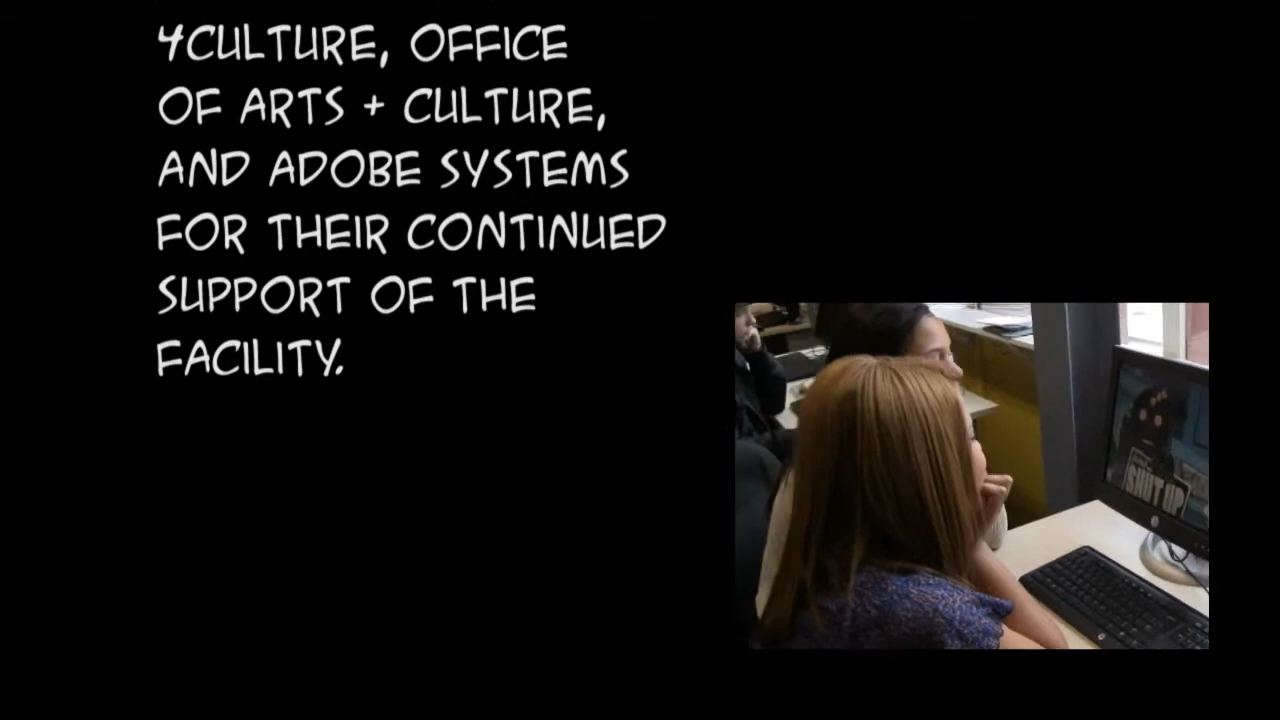 4CULTURE, OFFICE
OF ARTS + CULTURE,
AND ADOBE SYSTEMS
FOR THEIR CONTINUED
SUPPORT OF THE
FACILITY.
SHUT UP